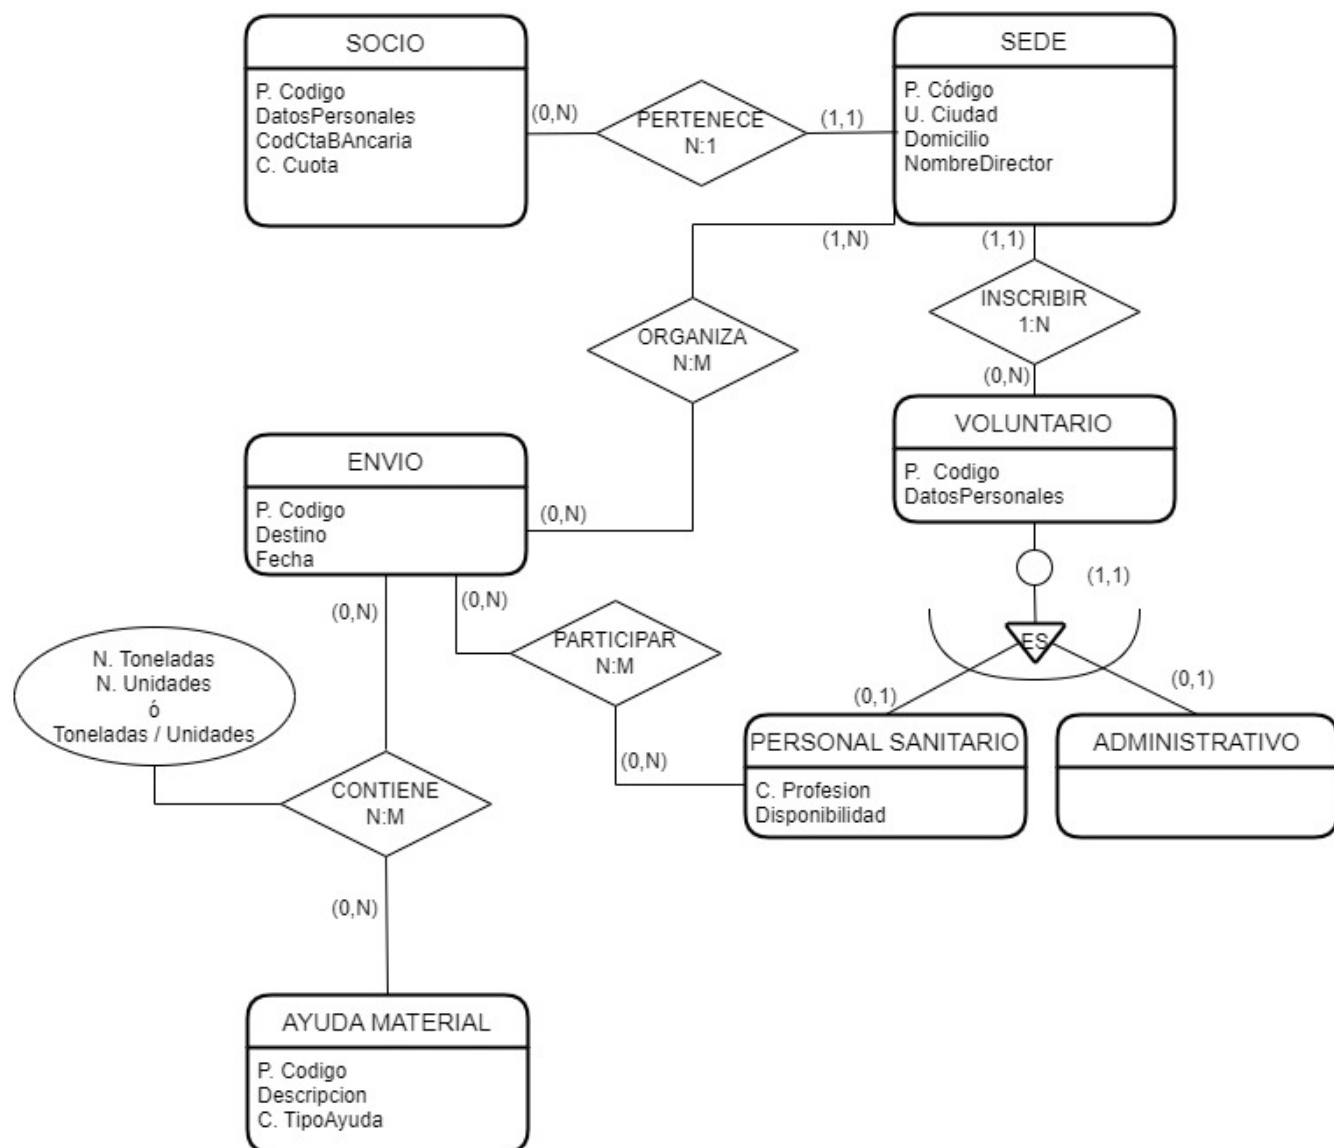 SOCIO
P. Codigo
DatosPersonales
CodCtaBAncaria
C. Cuota
(0,N)
PERTENECE
N:1
(1,1)
SEDE
P. Código
U. Ciudad
Domicilio
NombreDirector
(1,N)
(1,1)
INSCRIBIR
1:N
(0,N)
ORGANIZA
N:M
(0,N)
VOLUNTARIO
P. Codigo
DatosPersonales
ENVIO
P. Codigo
Destino
Fecha
(0,N)
(0,N)
PARTICIPAR
N:M
(0,N)
(1,1)
ES
(0,1)
(0,1)
N. Toneladas
N. Unidades
ó
Toneladas / Unidades
PERSONAL SANITARIO
C. Profesion
Disponibilidad
ADMINISTRATIVO
CONTIENE
N:M
(0,N)
AYUDA MATERIAL
P. Codigo
Descripcion
C. TipoAyuda